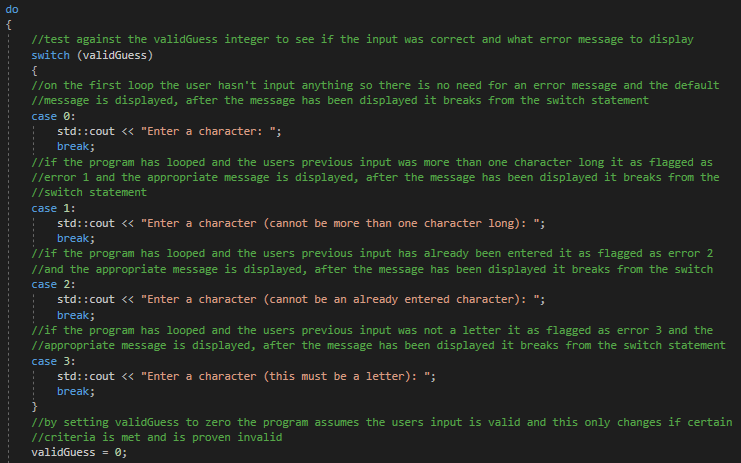 do
{
//test against the validGuess integer to see if the input was correct and what error message to display
switch (validGuess)
{
//on the first loop the user hasn't input anything so there is no need for an error message and the default
//message is displayed, after the message has been displayed it breaks from the switch statement
case 0:
std::cout << "Enter a character: ";
break;
//if the program has looped and the users previous input was more than one character long it as flagged as
//error 1 and the appropriate message is displayed, after the message has been displayed it breaks from the
//switch statement
case 1:
std::cout << "Enter a character (cannot be more than one character long): ";
break;
//if the program has looped and the users previous input has already been entered it as flagged as error 2
//and the appropriate message is displayed, after the message has been displayed it breaks from the switch
case 2:
std::cout << "Enter a character (cannot be an already entered character): ";
break;
//if the program has looped and the users previous input was not a letter it as flagged as error 3 and the
//appropriate message is displayed, after the message has been displayed it breaks from the switch statement
case 3:
std::cout << "Enter a character (this must be a letter): ";
break;
}
//by setting validGuess to zero the program assumes the users input is valid and this only changes if certain
//criteria is met and is proven invalid
validGuess = 0;